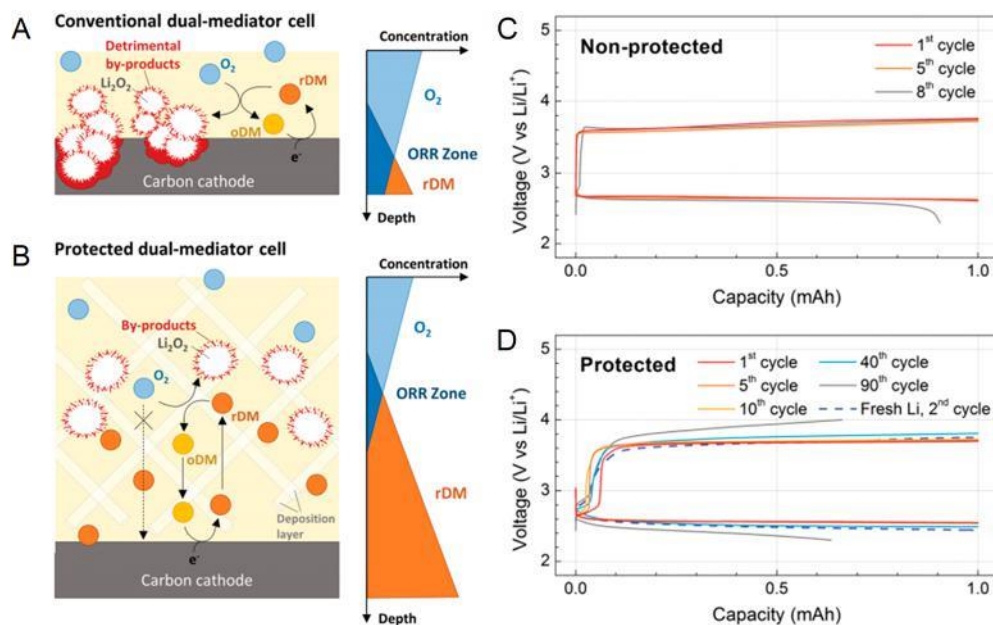 A
Conventional dual-mediator cell
Detrimental
by-products
Li₂O₂
O₂
rDM
oDM
e⁻
Carbon cathode
Concentration
O₂
ORR Zone
rDM
Depth
B
Protected dual-mediator cell
By-products
Li₂O₂
O₂
rDM
oDM
Deposition
layer
e⁻
Carbon cathode
Concentration
O₂
ORR Zone
rDM
Depth
C
Non-protected
1st cycle
5th cycle
8th cycle
Voltage (V vs Li/Li⁺)
5
4
3
2
0.0
0.5
1.0
Capacity (mAh)
D
Protected
1st cycle
5th cycle
10th cycle
40th cycle
90th cycle
Fresh Li, 2nd cycle
Voltage (V vs Li/Li⁺)
5
4
3
2
0.0
0.5
1.0
Capacity (mAh)